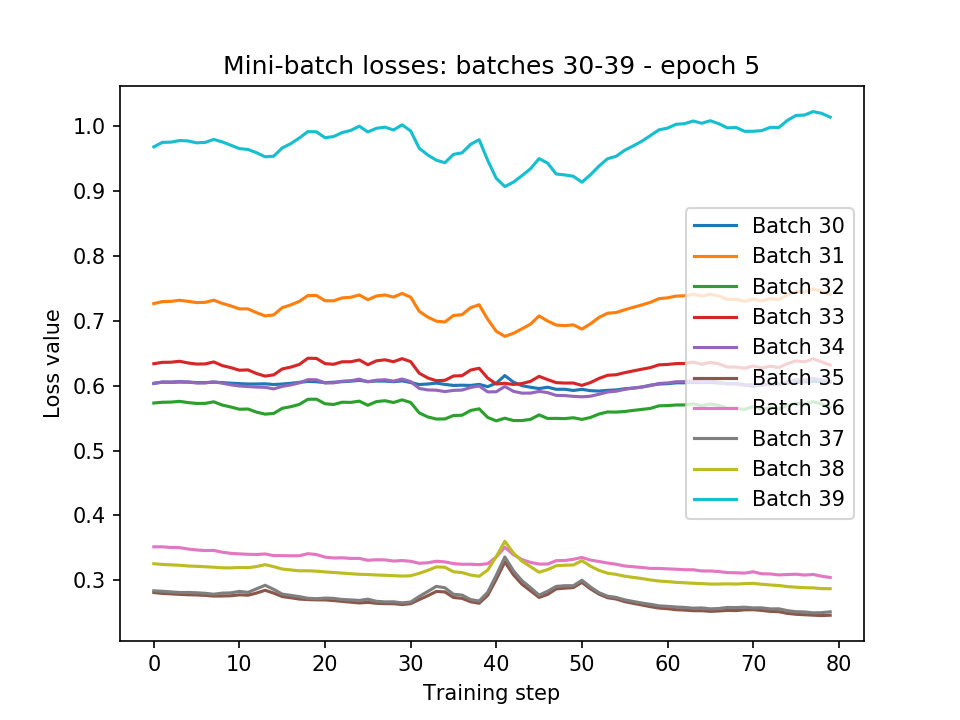 Mini-batch losses: batches 30-39 - epoch 5
Loss value
1.0
0.9
0.8
0.7
0.6
0.5
0.4
0.3
Batch 30
Batch 31
Batch 32
Batch 33
Batch 34
Batch 35
Batch 36
Batch 37
Batch 38
Batch 39
0 10 20 30 40 50 60 70 80
Training step